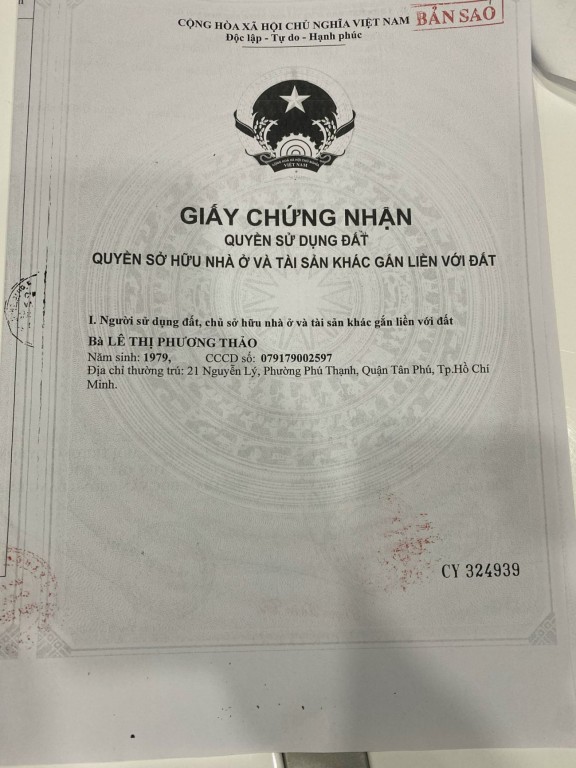 CỘNG HÒA XÃ HỘI CHỦ NGHĨA VIỆT NAM
BẢN SAO
Độc lập - Tự do - Hạnh phúc
VIỆT NAM
GIẤY CHỨNG NHẬN
QUYỀN SỬ DỤNG ĐẤT
QUYỀN SỞ HỮU NHÀ Ở VÀ TÀI SẢN KHÁC GẮN LIỀN VỚI ĐẤT
I. Người sử dụng đất, chủ sở hữu nhà ở và tài sản khác gắn liền với đất
Bà LÊ THỊ PHƯƠNG THẢO
Năm sinh: 1979, CCCD số: 079179002597
Địa chỉ thường trú: 21 Nguyễn Lý, Phường Phú Thạnh, Quận Tân Phú, Tp.Hồ Chí
Minh.
CY 324939